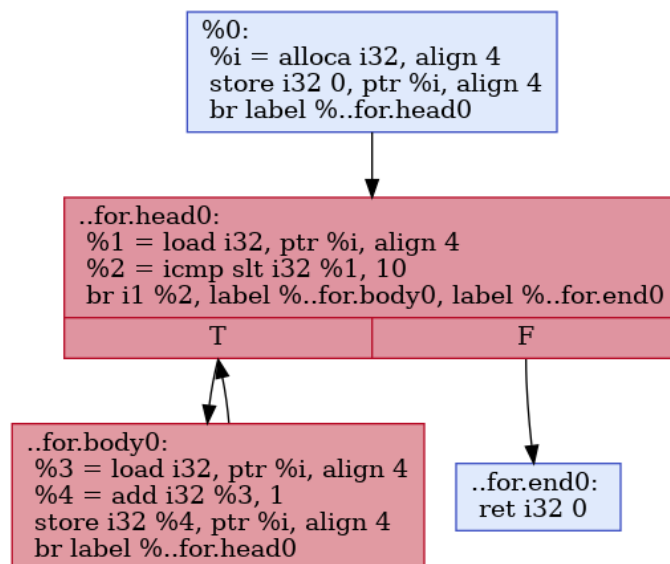 %0:
%i = alloca i32, align 4
store i32 0, ptr %i, align 4
br label %..for.head0
..for.head0:
%1 = load i32, ptr %i, align 4
%2 = icmp slt i32 %1, 10
br i1 %2, label %..for.body0, label %..for.end0
T
F
..for.body0:
%3 = load i32, ptr %i, align 4
%4 = add i32 %3, 1
store i32 %4, ptr %i, align 4
br label %..for.head0
..for.end0:
ret i32 0